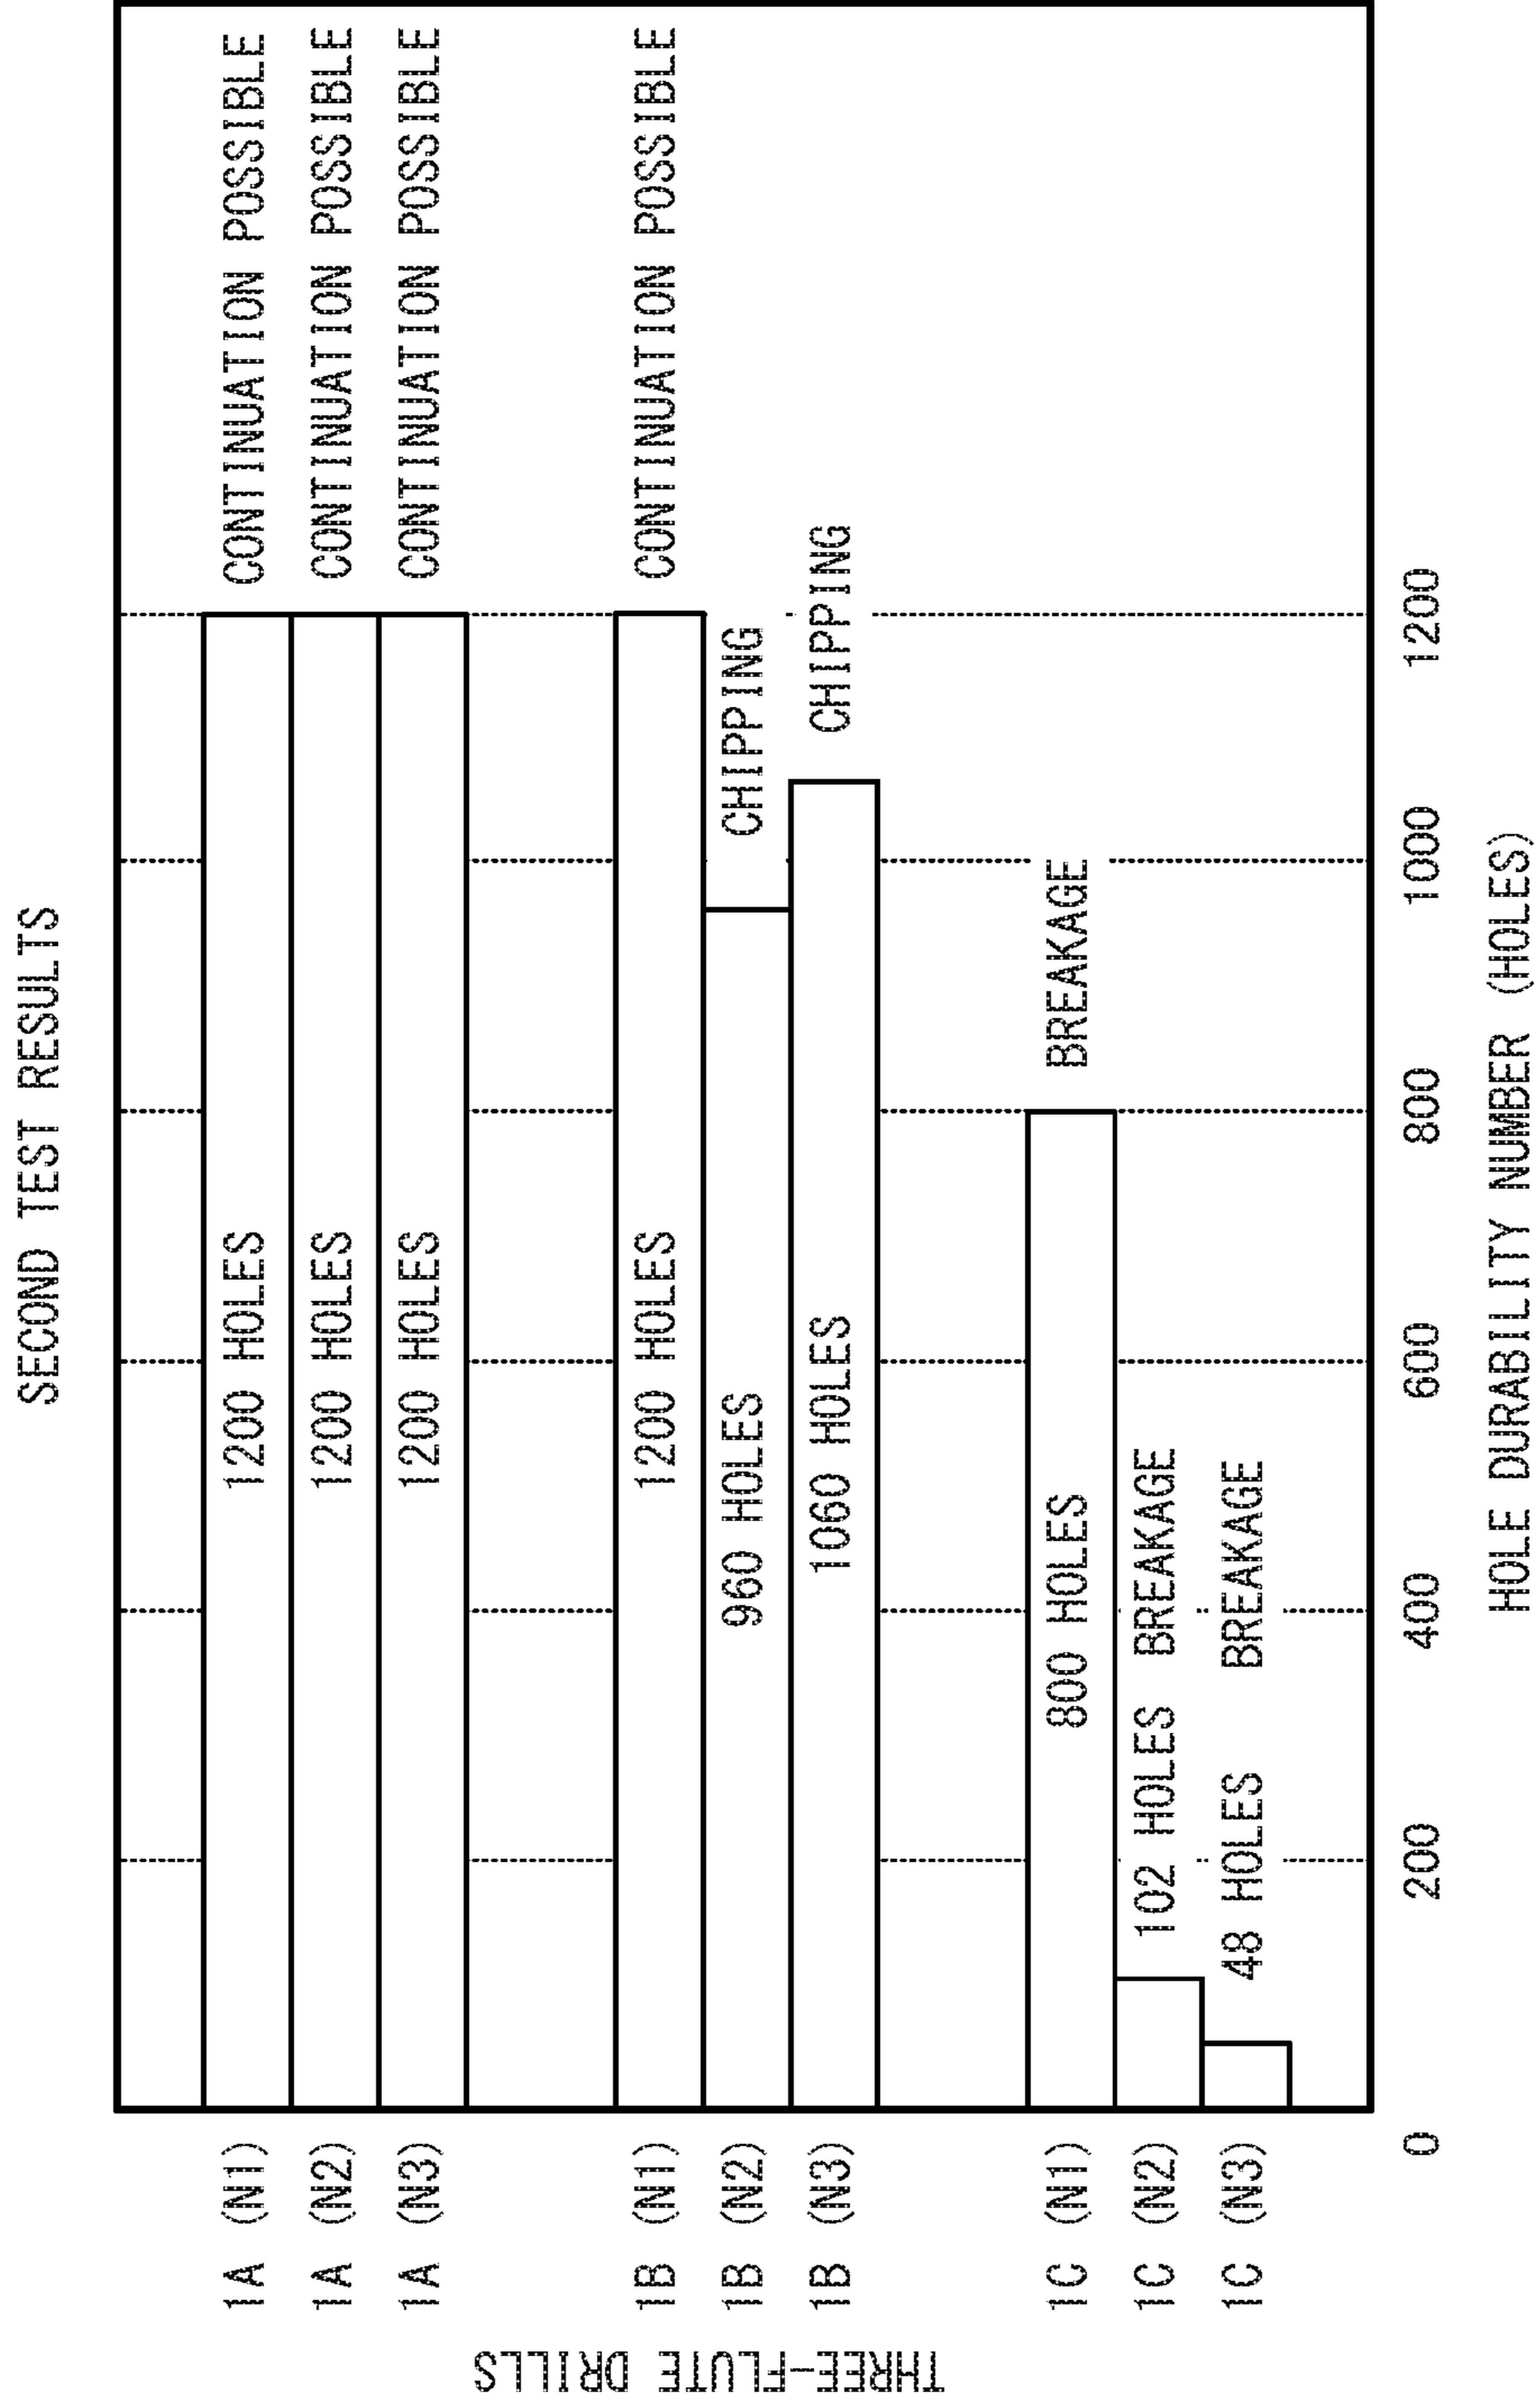 SECOND TEST RESULTS
THREE-FLUTE DRILLS
1A (N1) 1200 HOLES CONTINUATION POSSIBLE
1A (N2) 1200 HOLES CONTINUATION POSSIBLE
1A (N3) 1200 HOLES CONTINUATION POSSIBLE
1B (N1) 1200 HOLES CONTINUATION POSSIBLE
1B (N2) 960 HOLES CHIPPING
1B (N3) 1060 HOLES CHIPPING
1C (N1) 800 HOLES BREAKAGE
1C (N2) 102 HOLES BREAKAGE
1C (N3) 48 HOLES BREAKAGE
0 200 400 600 800 1000 1200
HOLE DURABILITY NUMBER (HOLES)